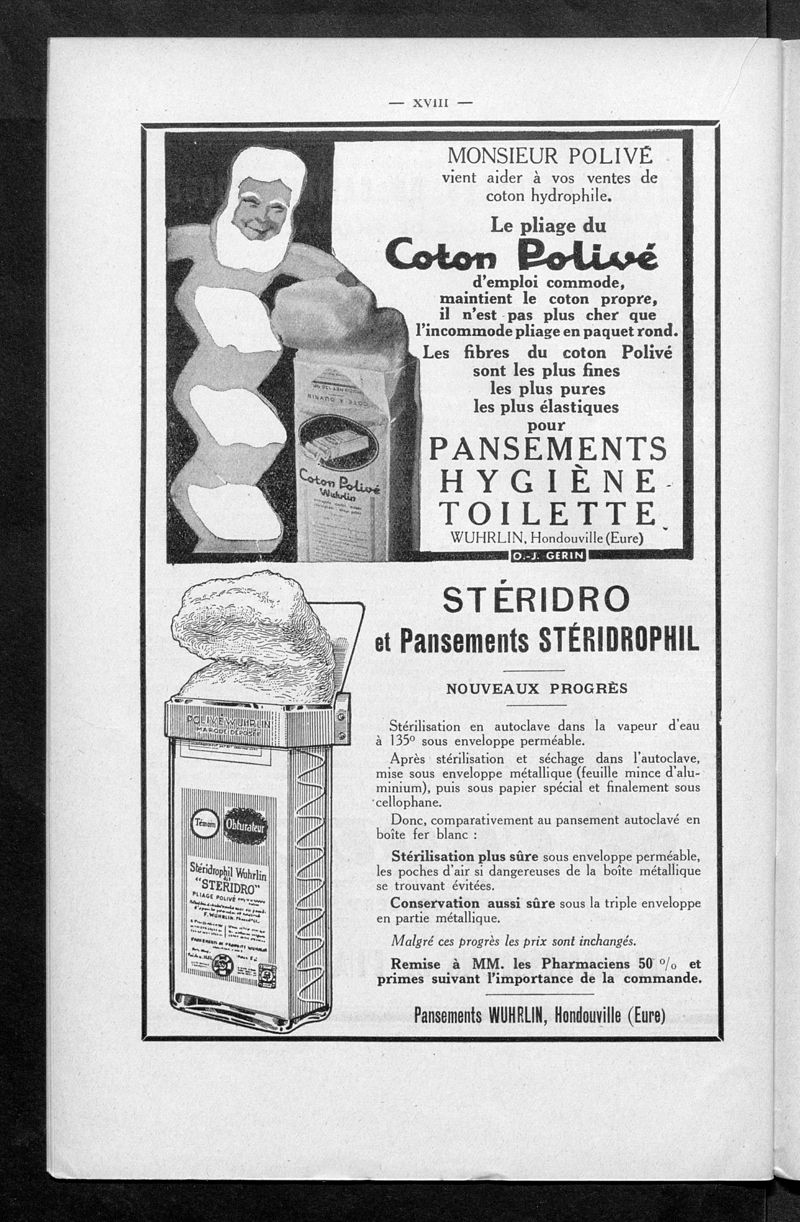 — XVIII —
MONSIEUR POLIVÉ
vient aider à vos ventes de
coton hydrophile.
Le pliage du
Coton Polivé
d'emploi commode,
maintient le coton propre,
il n'est pas plus cher que
l'incommode pliage en paquet rond.
Les fibres du coton Polivé
sont les plus fines
les plus pures
les plus élastiques
pour
PANSEMENTS
HYGIÈNE
TOILETTE
WUHRLIN, Hondouville (Eure)
O.-J. GERIN
Coton Polivé
Wuhrlin
STÉRIDRO
et Pansements STÉRIDROPHIL
NOUVEAUX PROGRÈS
Stérilisation en autoclave dans la vapeur d'eau
à 135º sous enveloppe perméable.
Après stérilisation et séchage dans l'autoclave,
mise sous enveloppe métallique (feuille mince d'alu-
minium), puis sous papier spécial et finalement sous
cellophane.
Donc, comparativement au pansement autoclavé en
boîte fer blanc :
Stérilisation plus sûre sous enveloppe perméable,
les poches d'air si dangereuses de la boîte métallique
se trouvant évitées.
Conservation aussi sûre sous la triple enveloppe
en partie métallique.
Malgré ces progrès les prix sont inchangés.
Remise à MM. les Pharmaciens 50 % et
primes suivant l'importance de la commande.
Pansements WUHRLIN, Hondouville (Eure)
POLIVÉ WUHRLIN
MARQUE DÉPOSÉE
Témoin
Obturateur
Stéridrophil Wuhrlin
"STERIDRO"
PLIAGE POLIVÉ
F. WUHRLIN